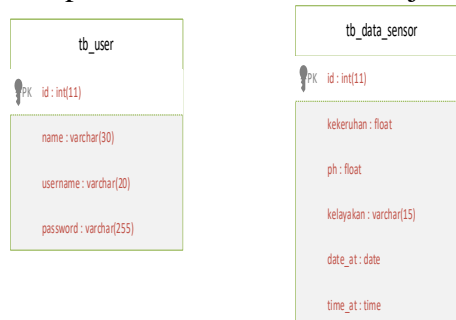 tb_user
PK id : int(11)
name : varchar(30)
username : varchar(20)
password : varchar(255)
tb_data_sensor
PK id : int(11)
kekeruhan : float
ph : float
kelayakan : varchar(15)
date_at : date
time_at : time